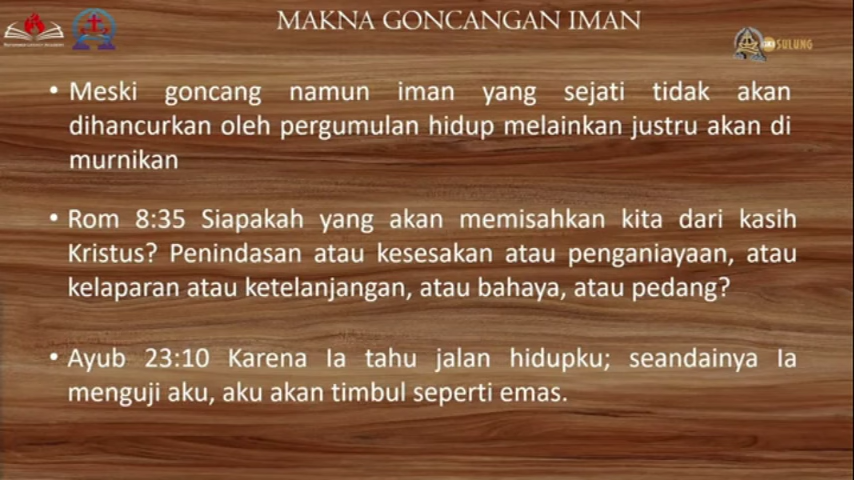 MAKNA GONCANGAN IMAN
SULUNG
• Meski goncang namun iman yang sejati tidak akan
dihancurkan oleh pergumulan hidup melainkan justru akan di
murnikan
• Rom 8:35 Siapakah yang akan memisahkan kita dari kasih
Kristus? Penindasan atau kesesakan atau penganiayaan, atau
kelaparan atau ketelanjangan, atau bahaya, atau pedang?
• Ayub 23:10 Karena Ia tahu jalan hidupku; seandainya Ia
menguji aku, aku akan timbul seperti emas.